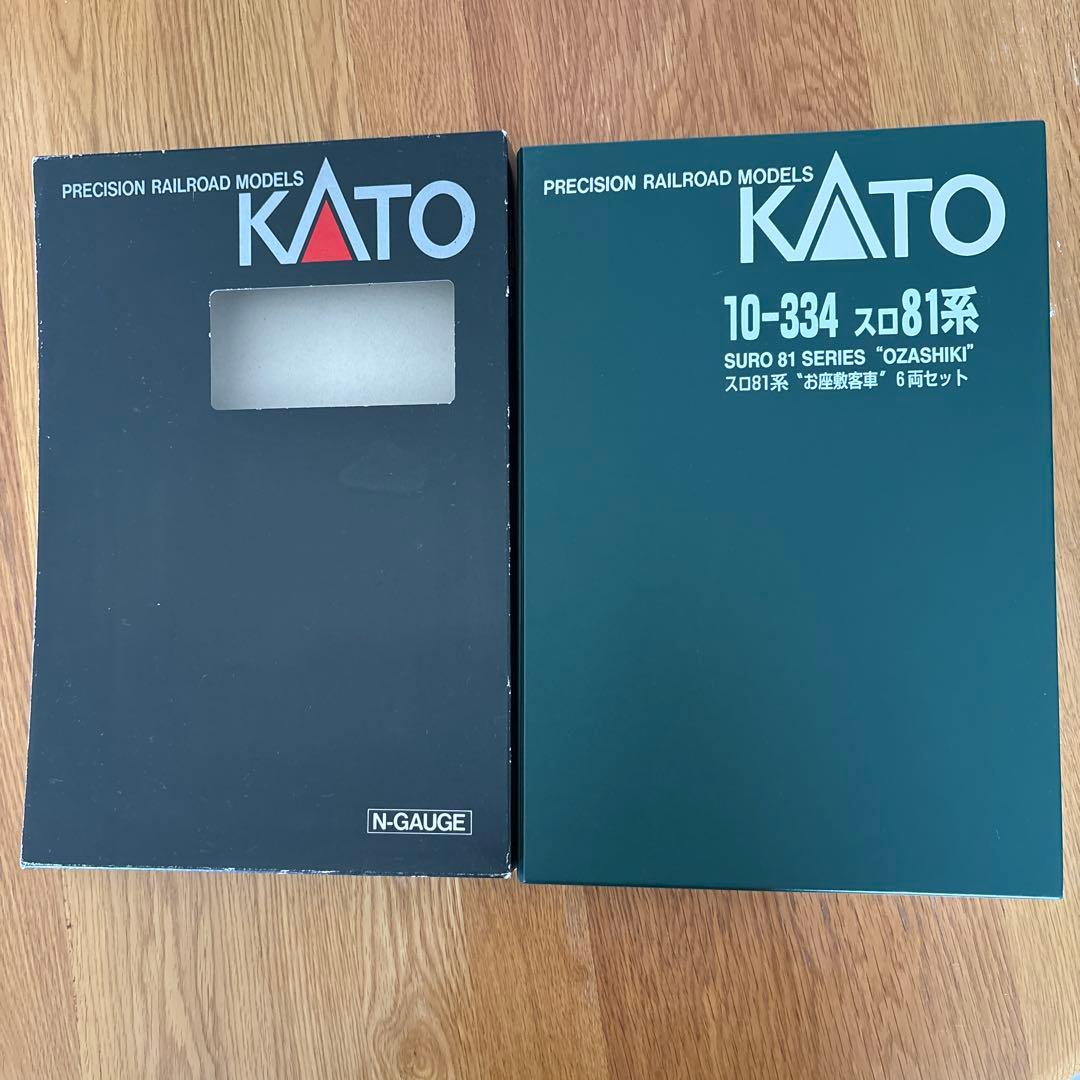 PRECISION RAILROAD MODELS
KATO
N-GAUGE
PRECISION RAILROAD MODELS
KATO
10-334 スロ81系
SURO 81 SERIES “OZASHIKI”
スロ81系〝お座敷客車〞6両セット